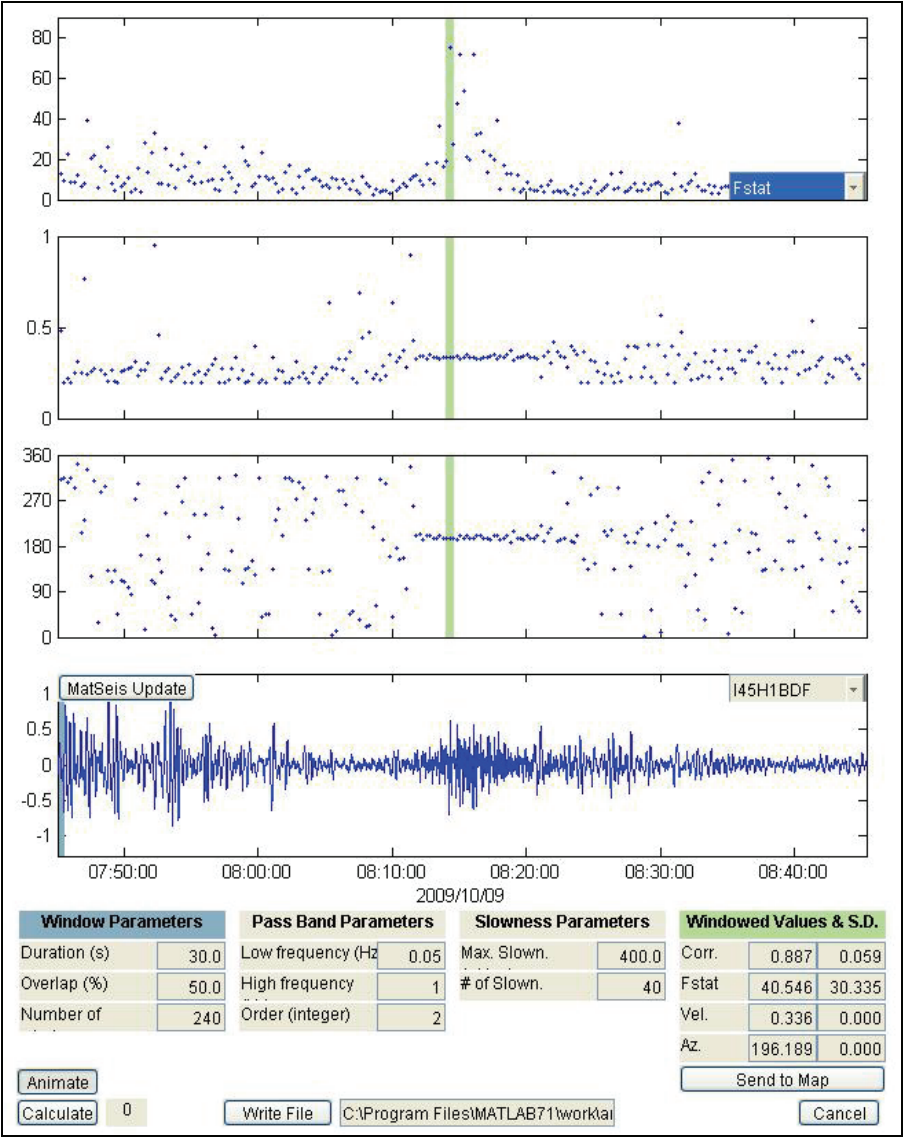 80
60
40
20
0
Fstat
1
0.5
0
360
270
180
90
0
MatSeis Update
I45H1BDF
1
0.5
0
-0.5
-1
07:50:00 08:00:00 08:10:00 08:20:00 08:30:00 08:40:00
2009/10/09
Window Parameters
Duration (s) 30.0
Overlap (%) 50.0
Number of 240
Pass Band Parameters
Low frequency (Hz 0.05
High frequency 1
Order (integer) 2
Slowness Parameters
Max. Slown. 400.0
# of Slown. 40
Windowed Values & S.D.
Corr. 0.887 0.059
Fstat 40.546 30.335
Vel. 0.336 0.000
Az. 196.189 0.000
Animate
Send to Map
Calculate 0
Write File
C:\Program Files\MATLAB71\work\
Cancel